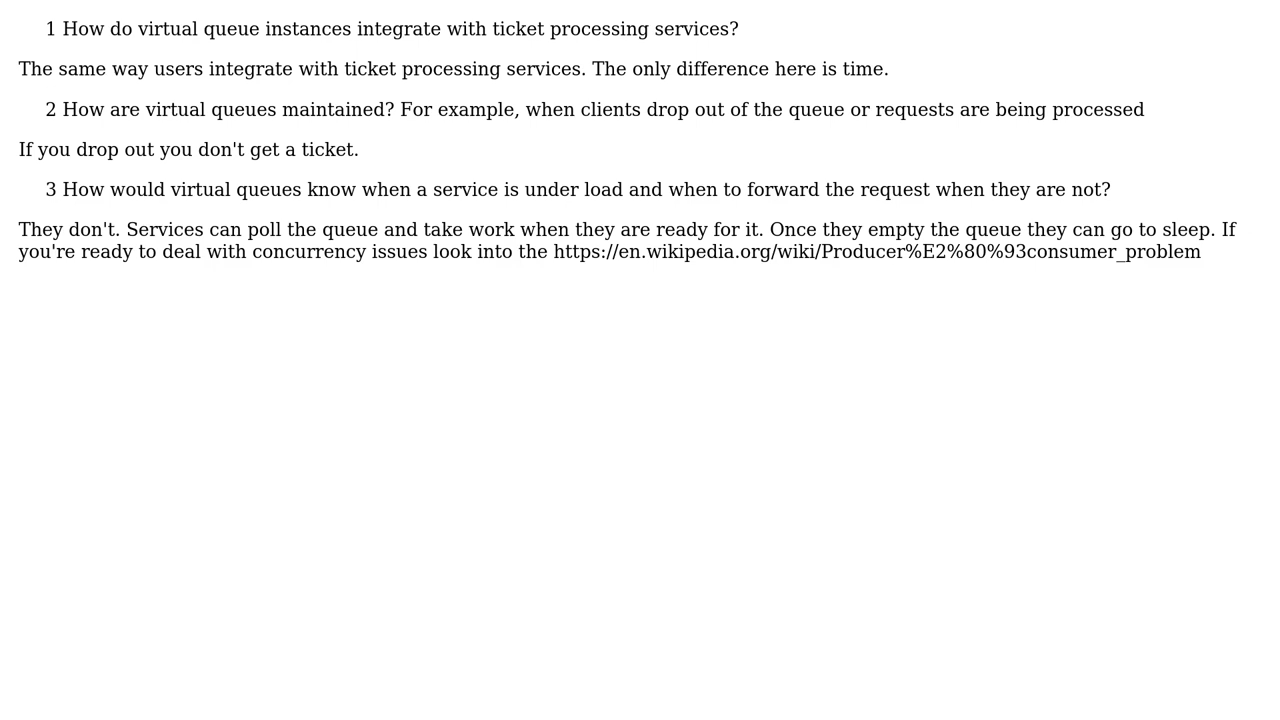 1 How do virtual queue instances integrate with ticket processing services?
The same way users integrate with ticket processing services. The only difference here is time.
2 How are virtual queues maintained? For example, when clients drop out of the queue or requests are being processed
If you drop out you don't get a ticket.
3 How would virtual queues know when a service is under load and when to forward the request when they are not?
They don't. Services can poll the queue and take work when they are ready for it. Once they empty the queue they can go to sleep. If
you're ready to deal with concurrency issues look into the https://en.wikipedia.org/wiki/Producer%E2%80%93consumer_problem